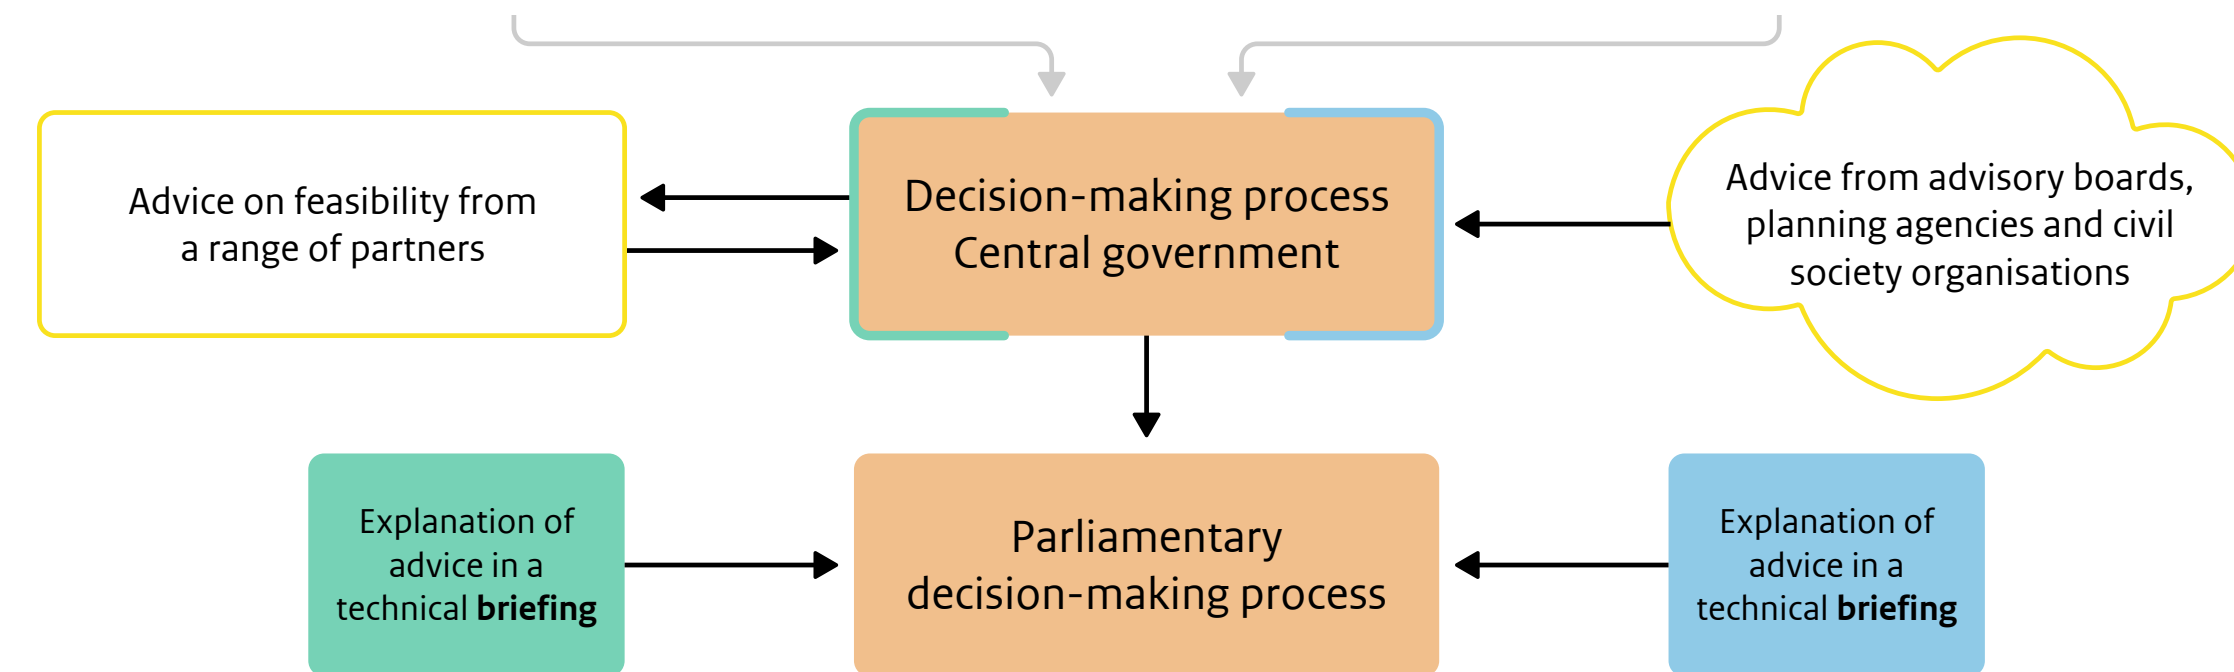 Advice on feasibility from
a range of partners
Decision-making process
Central government
Advice from advisory boards,
planning agencies and civil
society organisations
Explanation of
advice in a
technical briefing
Parliamentary
decision-making process
Explanation of
advice in a
technical briefing